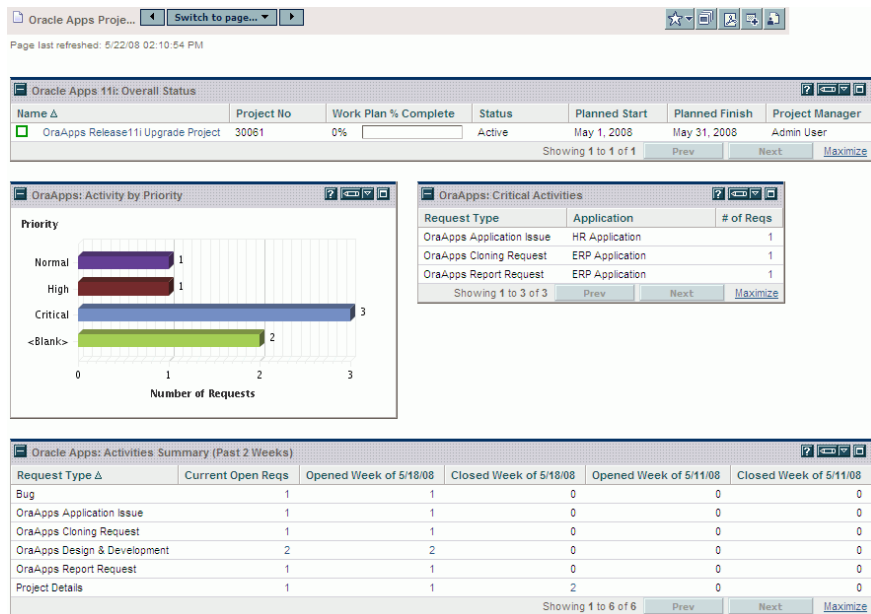 Oracle Apps Proje... Switch to page...
Page last refreshed: 5/22/08 02:10:54 PM
Oracle Apps 11i: Overall Status
Name Project No Work Plan % Complete Status Planned Start Planned Finish Project Manager
OraApps Release11i Upgrade Project 30061 0% Active May 1, 2008 May 31, 2008 Admin User
Showing 1 to 1 of 1 Prev Next Maximize
OraApps: Activity by Priority
Priority
Normal 1
High 1
Critical 3
<Blank> 2
0 1 2 3
Number of Requests
OraApps: Critical Activities
Request Type Application # of Reqs
OraApps Application Issue HR Application 1
OraApps Cloning Request ERP Application 1
OraApps Report Request ERP Application 1
Showing 1 to 3 of 3 Prev Next Maximize
Oracle Apps: Activities Summary (Past 2 Weeks)
Request Type Current Open Reqs Opened Week of 5/18/08 Closed Week of 5/18/08 Opened Week of 5/11/08 Closed Week of 5/11/08
Bug 1 1 0 0 0
OraApps Application Issue 1 1 0 0 0
OraApps Cloning Request 1 1 0 0 0
OraApps Design & Development 2 2 0 0 0
OraApps Report Request 1 1 0 0 0
Project Details 1 1 2 0 0
Showing 1 to 6 of 6 Prev Next Maximize